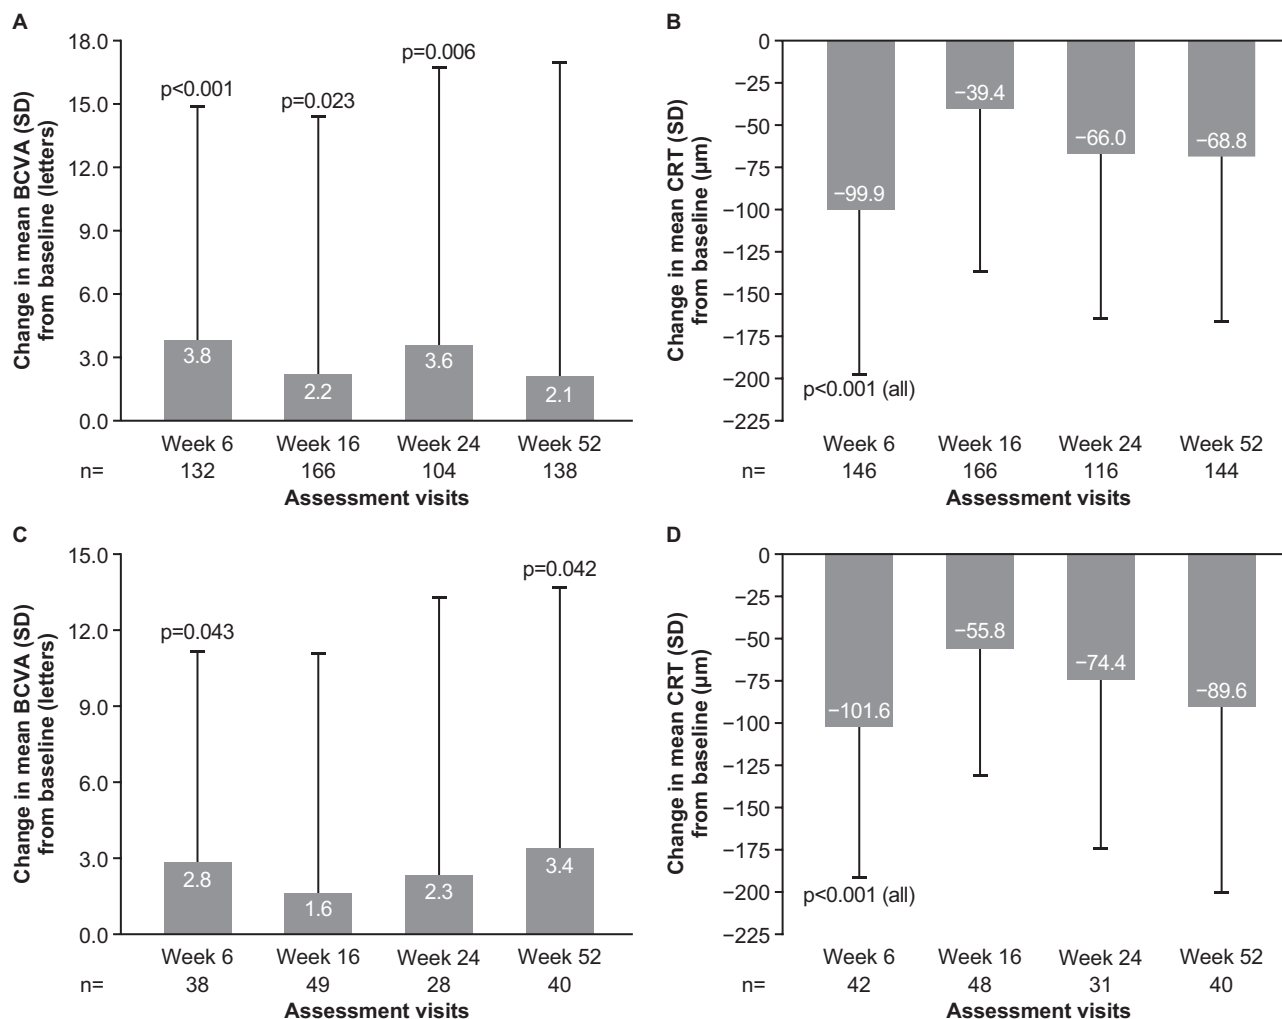 A
Change in mean BCVA (SD)
from baseline (letters)
18.0
15.0
12.0
9.0
6.0
3.0
0.0
p<0.001
p=0.023
p=0.006
3.8
2.2
3.6
2.1
Week 6 Week 16 Week 24 Week 52
n= 132 166 104 138
Assessment visits
B
Change in mean CRT (SD)
from baseline (µm)
0
−25
−50
−75
−100
−125
−150
−175
−200
−225
−99.9
−39.4
−66.0
−68.8
p<0.001 (all)
Week 6 Week 16 Week 24 Week 52
n= 146 166 116 144
Assessment visits
C
Change in mean BCVA (SD)
from baseline (letters)
15.0
12.0
9.0
6.0
3.0
0.0
p=0.043
p=0.042
2.8
1.6
2.3
3.4
Week 6 Week 16 Week 24 Week 52
n= 38 49 28 40
Assessment visits
D
Change in mean CRT (SD)
from baseline (µm)
0
−25
−50
−75
−100
−125
−150
−175
−200
−225
−101.6
−55.8
−74.4
−89.6
p<0.001 (all)
Week 6 Week 16 Week 24 Week 52
n= 42 48 31 40
Assessment visits